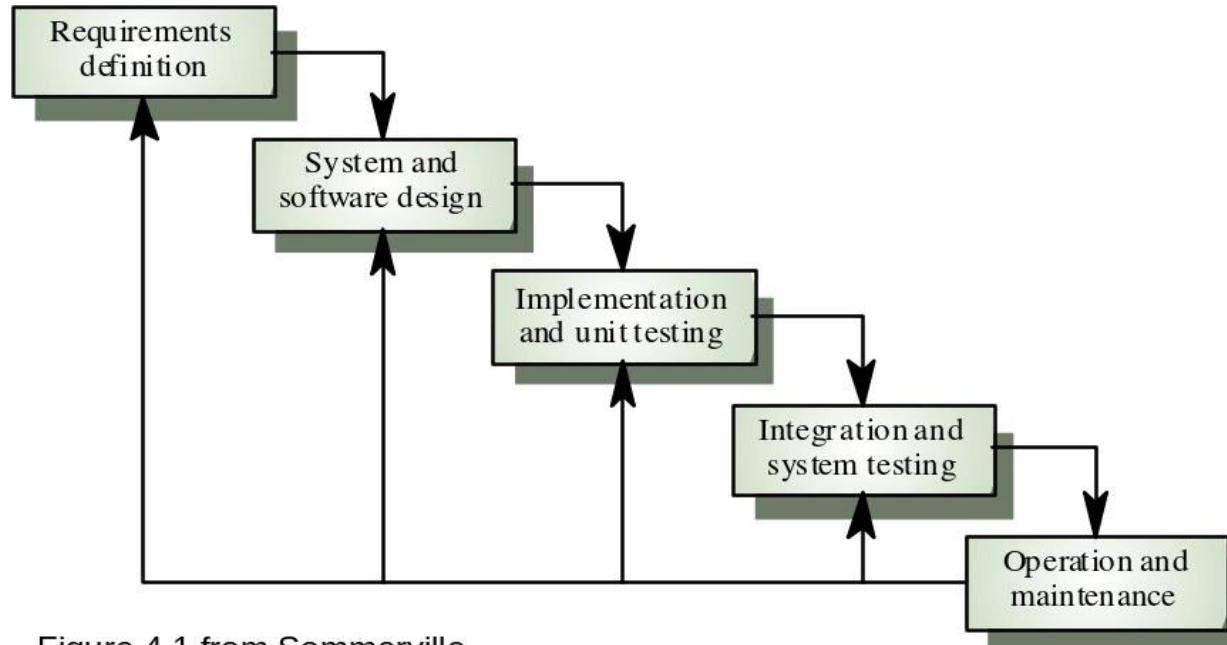 Requirements
definition
System and
software design
Implementation
and unit testing
Integration and
system testing
Operation and
maintenance
Figure 4.1 from Sommerville